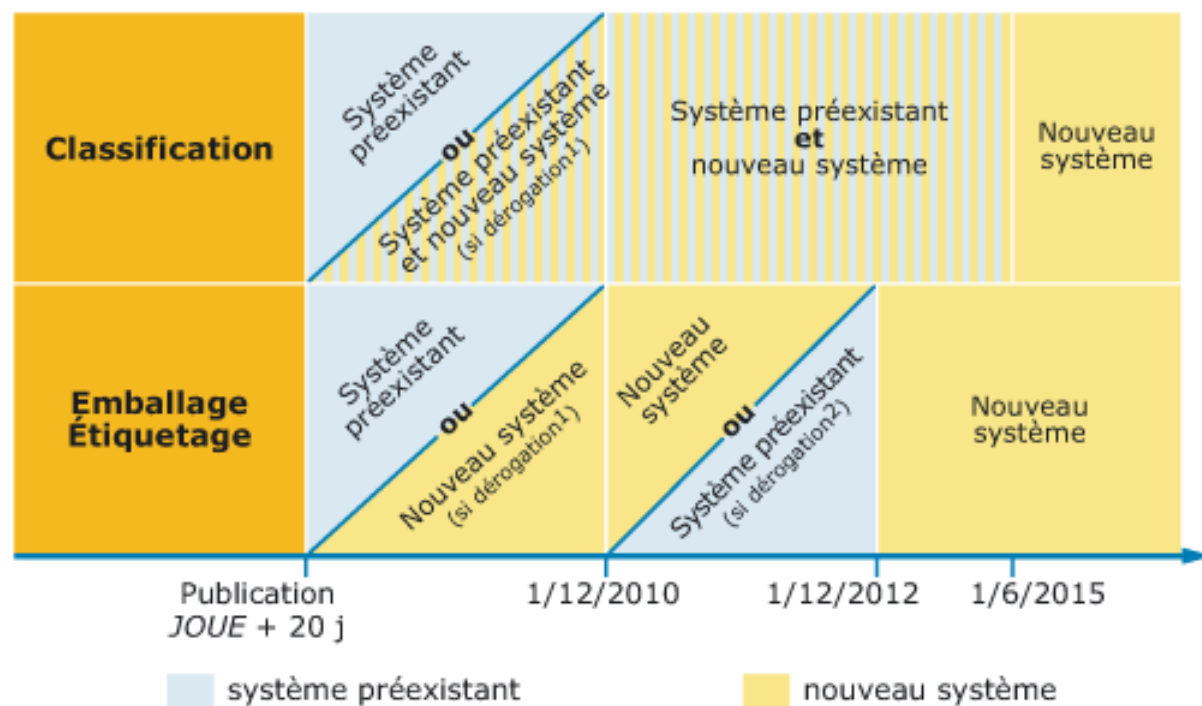 Classification
Système
préexistant
ou
Système préexistant
et nouveau système
(si dérogation¹)
Système préexistant
et
nouveau système
Nouveau
système
Emballage
Étiquetage
Système
préexistant
ou
Nouveau système
(si dérogation¹)
Nouveau
système
ou
Système préexistant
(si dérogation²)
Nouveau
système
Publication
JOUE + 20 j
1/12/2010
1/12/2012
1/6/2015
système préexistant
nouveau système